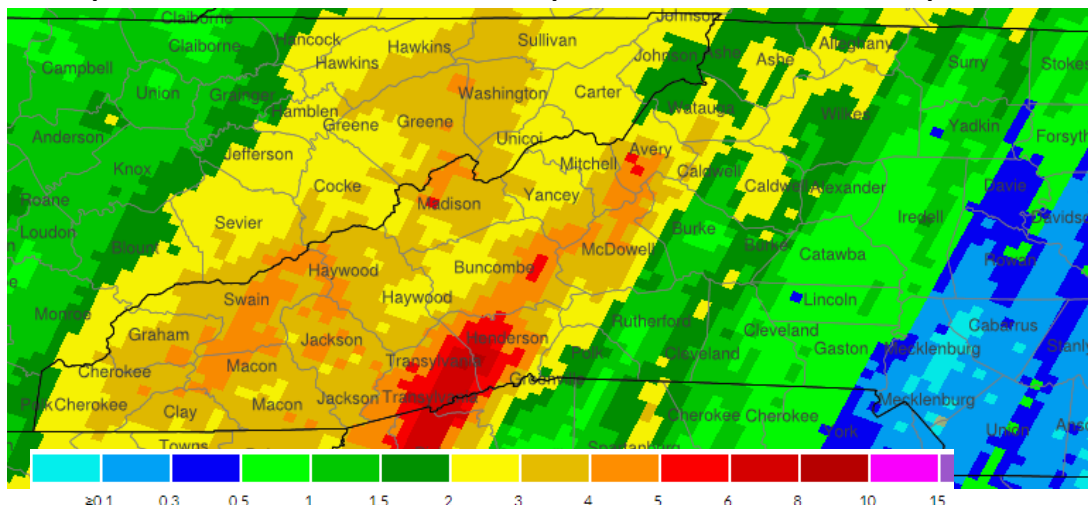 Claiborne Johnson
Claiborne Hancock Hawkins Sullivan Johnson Ashe Ashe Alleghany Surry Stokes
Campbell Hawkins
Union Grainger Washington Carter Watauga Wilkes Yadkin Forsyth
Hamblen Greene Greene
Anderson Unicoi
Knox Jefferson Mitchell Avery Caldwell Caldwell Alexander Davie
Roane Cocke Madison Yancey
Loudon Sevier Burke Iredell Davids
Blount McDowell Burke Catawba Rowan
Haywood Buncombe
Monroe Swain Haywood Lincoln
Graham Jackson Henderson Rutherford Cleveland Cabarrus
Cherokee Macon Transylvania Polk Cleveland Gaston Mecklenburg Stanly
Greenville
Polk Cherokee Clay Macon Jackson Transylvania Cherokee Cherokee Mecklenburg
Towns Spartanburg York Union Anso
≥0.1 0.3 0.5 1 1.5 2 3 4 5 6 8 10 15